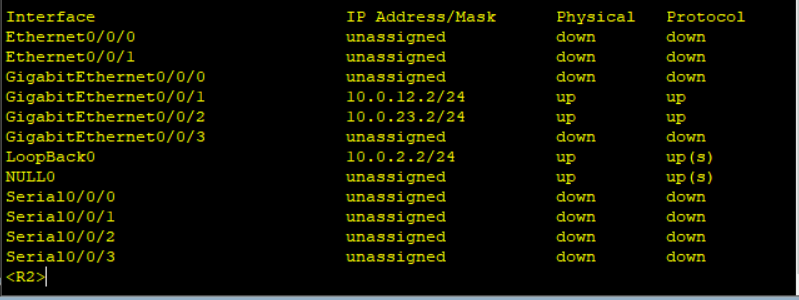 Interface IP Address/Mask Physical Protocol
Ethernet0/0/0 unassigned down down
Ethernet0/0/1 unassigned down down
GigabitEthernet0/0/0 unassigned down down
GigabitEthernet0/0/1 10.0.12.2/24 up up
GigabitEthernet0/0/2 10.0.23.2/24 up up
GigabitEthernet0/0/3 unassigned down down
LoopBack0 10.0.2.2/24 up up(s)
NULL0 unassigned up up(s)
Serial0/0/0 unassigned down down
Serial0/0/1 unassigned down down
Serial0/0/2 unassigned down down
Serial0/0/3 unassigned down down
<R2>